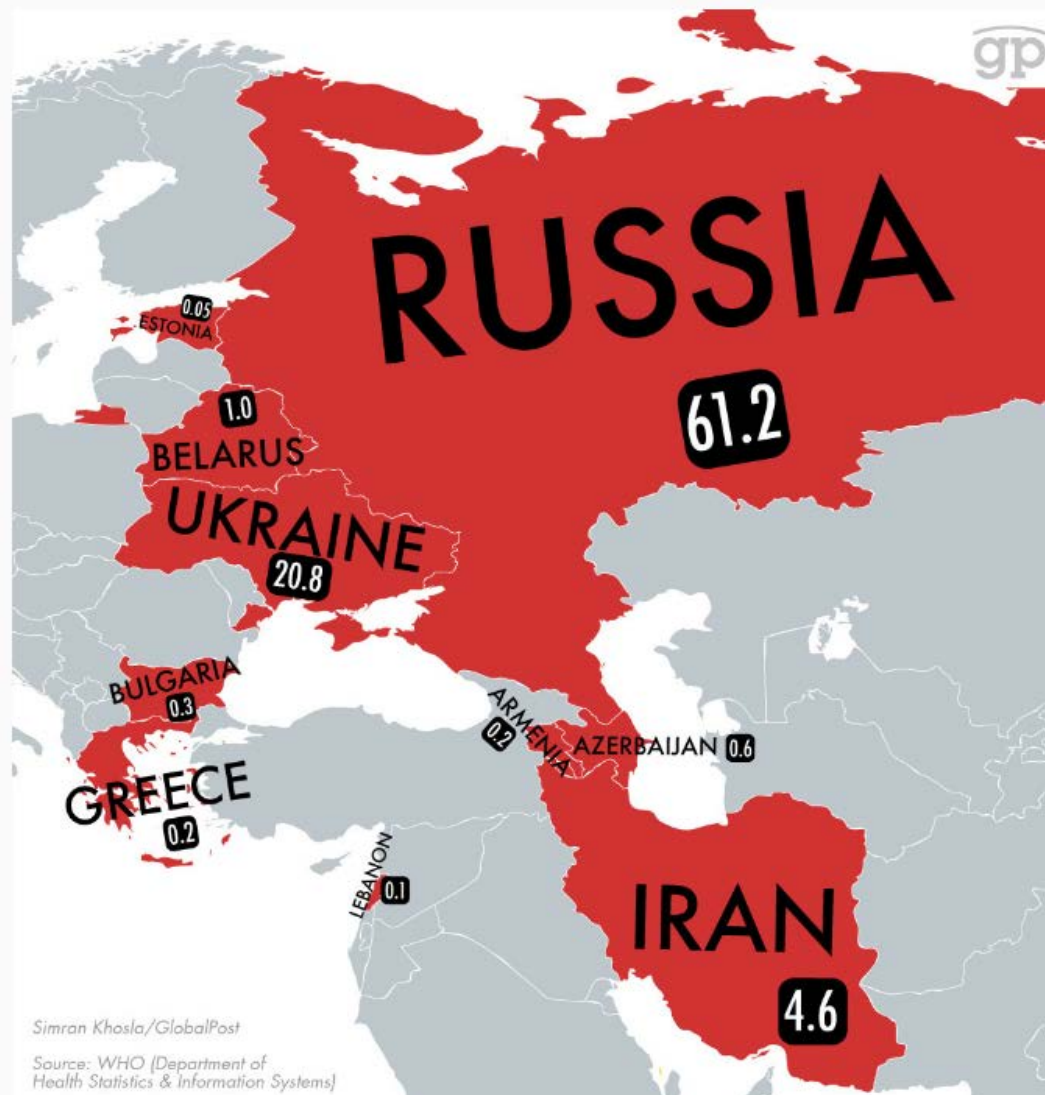 gp
RUSSIA
61.2
0.05
ESTONIA
1.0
BELARUS
UKRAINE
20.8
BULGARIA
0.3
ARMENIA
0.2
AZERBAIJAN 0.6
GREECE
0.2
LEBANON
0.1
IRAN
4.6
Simran Khosla/GlobalPost
Source: WHO (Department of
Health Statistics & Information Systems)